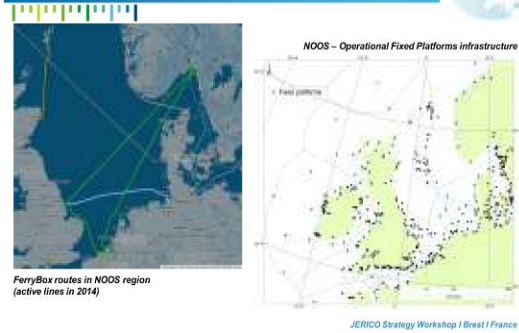 NOOS – Operational Fixed Platforms infrastructure
Field platforms
FerryBox routes in NOOS region
(active lines in 2014)
JERICO Strategy Workshop I Brest I France